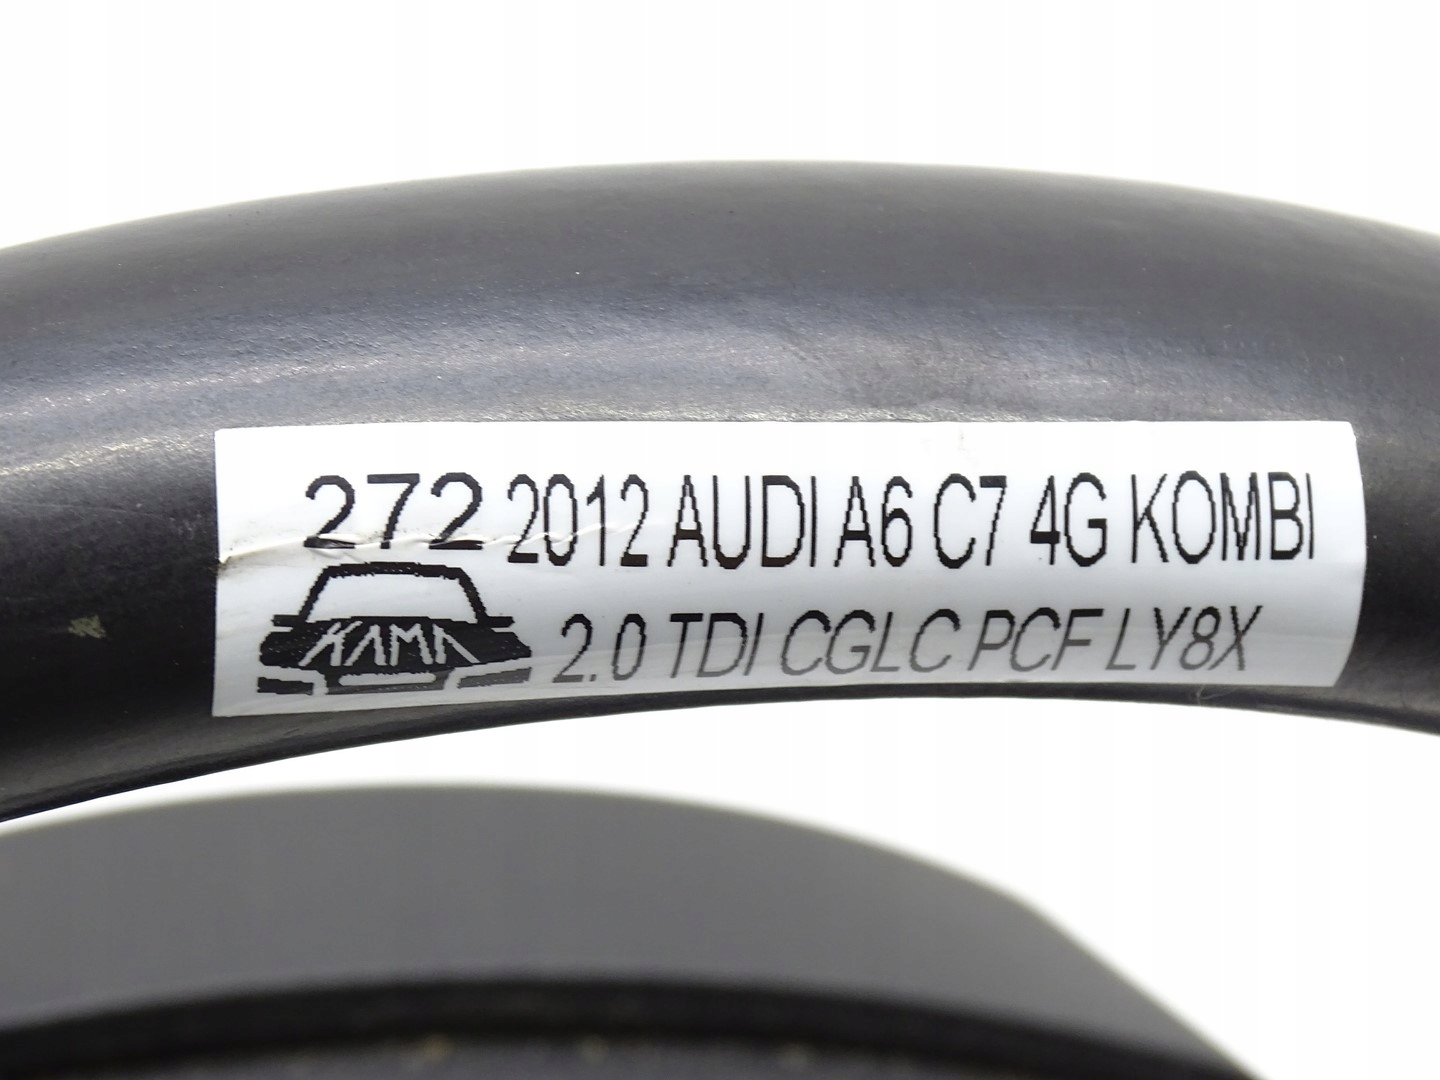 272 2012 AUDI A6 C7 4G KOMBI
KAMA 2.0 TDI CGLC PCF LY8X